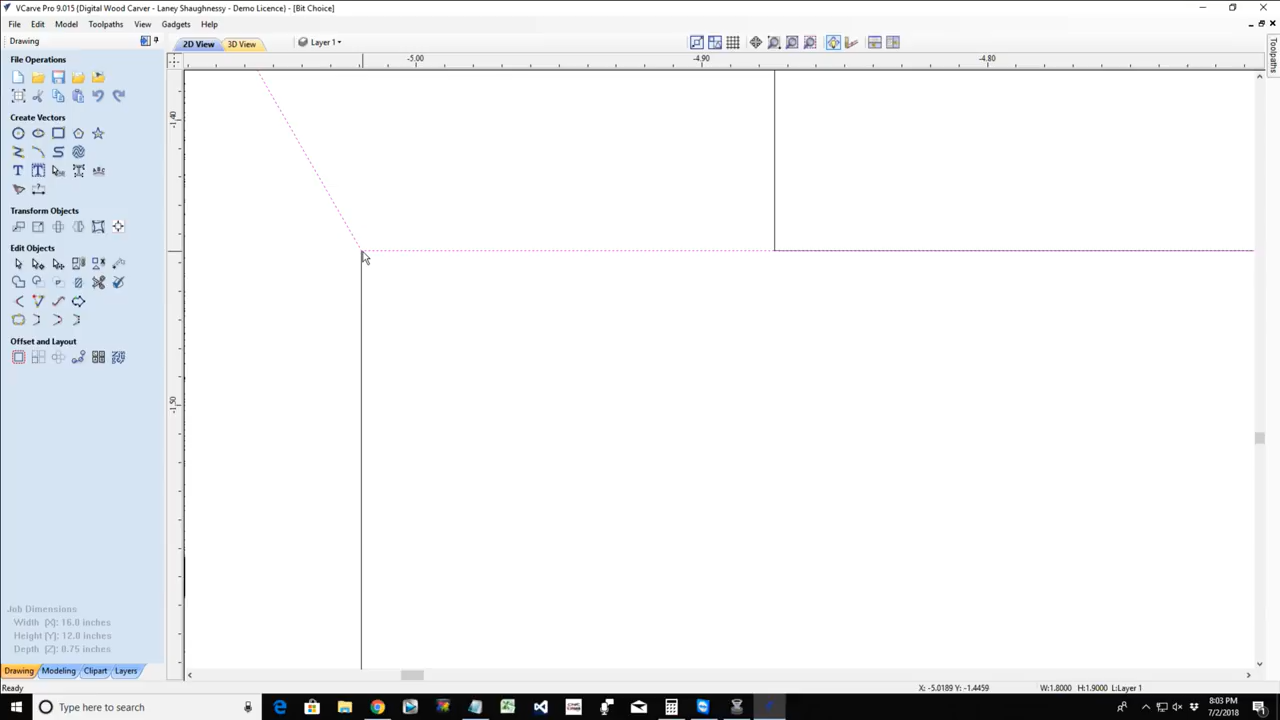 VCarve Pro 9.015 {Digital Wood Carver - Laney Shaughnessy - Demo Licence} - [Bit Choice]
File Edit Model Toolpaths View Gadgets Help
Drawing
2D View 3D View Layer 1
Toolpaths
-5.00 -4.90 -4.80
-1.40
-1.50
File Operations
Create Vectors
Transform Objects
Edit Objects
Offset and Layout
Job Dimensions
Width (X): 16.0 inches
Height (Y): 12.0 inches
Depth (Z): 0.75 inches
Drawing Modeling Clipart Layers
Ready
X: -5.0189 Y: -1.4459
W:1.8000 H:1.9000 L:Layer 1
Type here to search
8:03 PM
7/2/2018